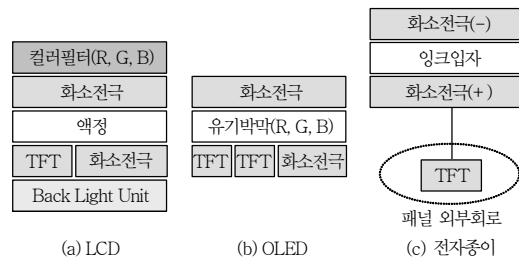 컬러필터(R, G, B)
화소전극
액정
TFT 화소전극
Back Light Unit
(a) LCD
화소전극
유기박막(R, G, B)
TFT TFT 화소전극
(b) OLED
화소전극(-)
잉크입자
화소전극(+)
TFT
패널 외부회로
(c) 전자종이